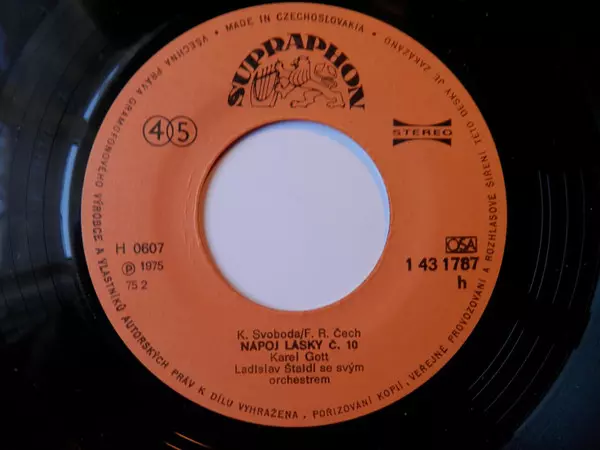 MADE IN CZECHOSLOVAKIA
VŠECHNA PRÁVA GRAMOFONOVÉHO VÝROBCE A VLASTNÍKŮ AUTORSKÝCH PRÁV K DÍLU VYHRAŽENA, POŘIZOVÁNÍ KOPIÍ, VEŘEJNÉ PROVOZOVÁNÍ A ROZHLASOVÉ ŠÍŘENÍ TÉTO DESKY JE ZAKÁZÁNO
SUPRAPHON
45
STEREO
H 0607
OSA
Ⓟ 1975
1 43 1787
75 2
h
K. Svoboda/F. R. Čech
NÁPOJ LÁSKY Č. 10
Karel Gott
Ladislav Štaidl se svým
orchestrem